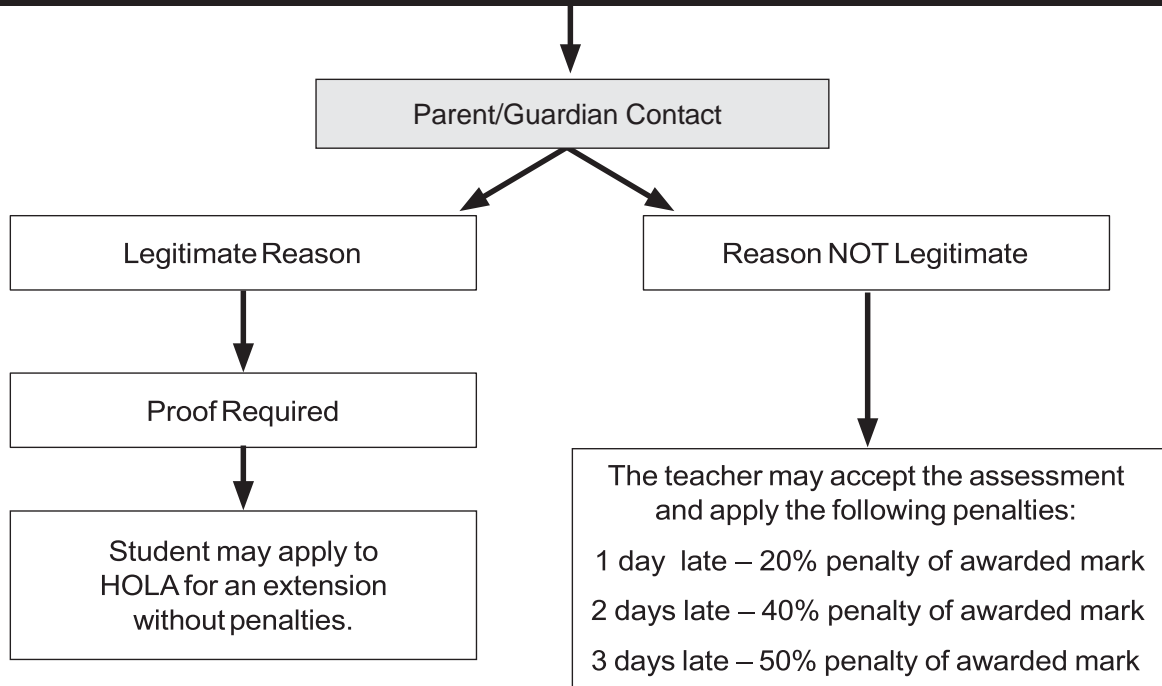 Parent/Guardian Contact
Legitimate Reason
Reason NOT Legitimate
Proof Required
Student may apply to
HOLA for an extension
without penalties.
The teacher may accept the assessment
and apply the following penalties:
1 day late – 20% penalty of awarded mark
2 days late – 40% penalty of awarded mark
3 days late – 50% penalty of awarded mark